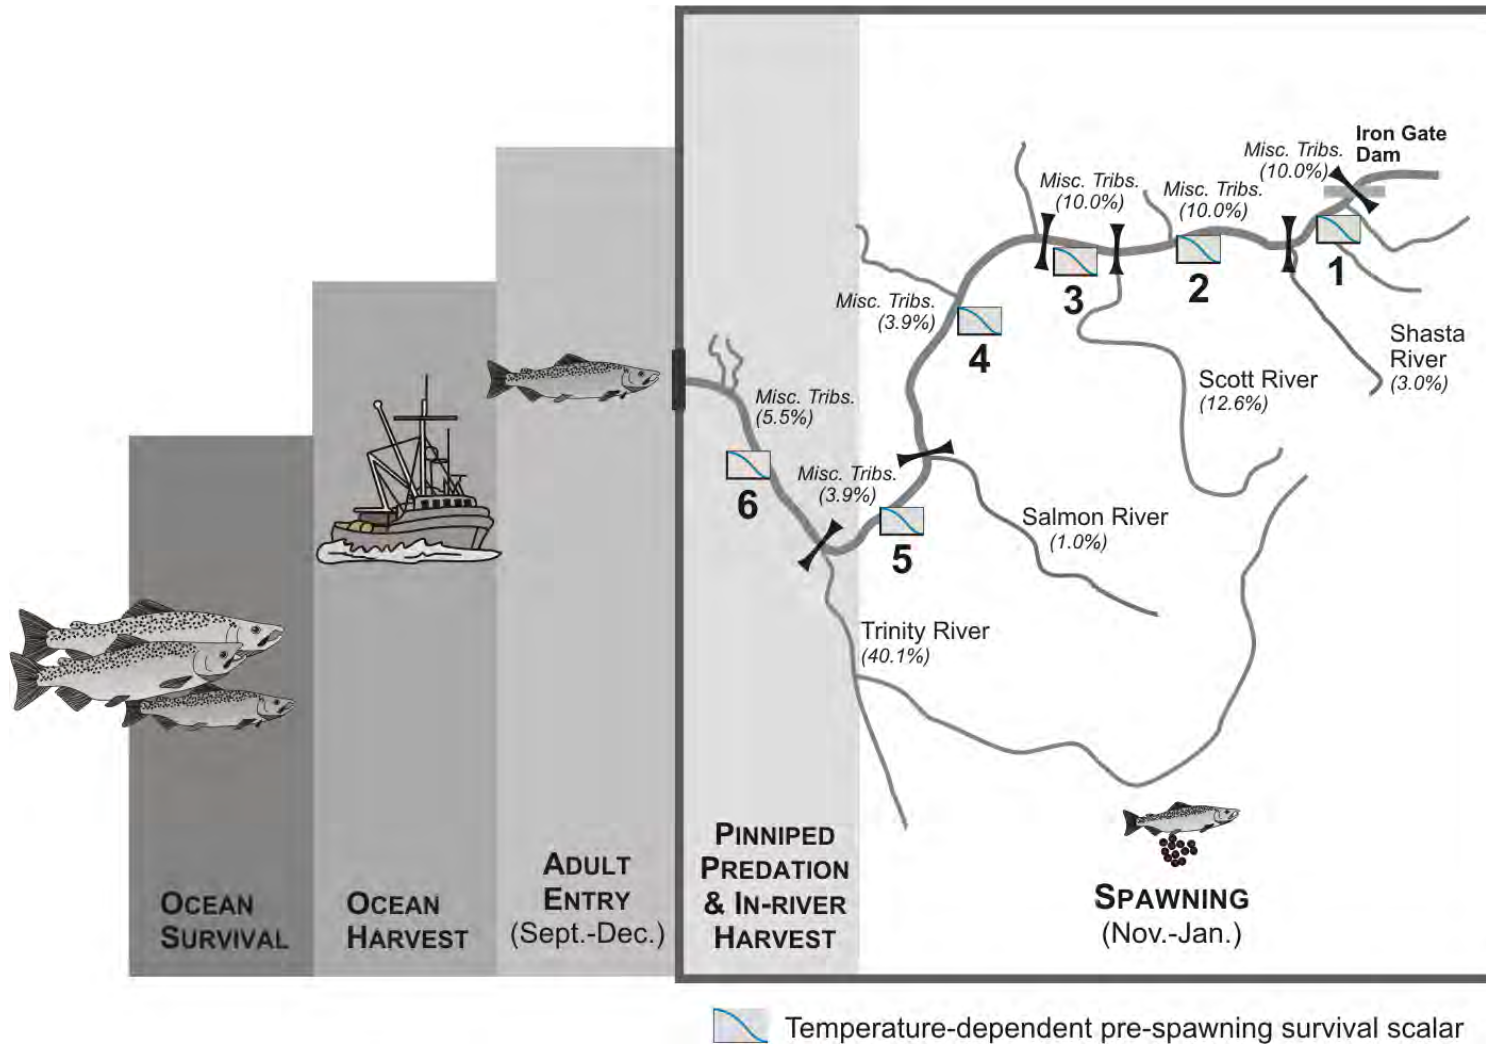 Iron Gate
Dam
Misc. Tribs.
(10.0%)
Misc. Tribs.
(10.0%)
Misc. Tribs.
(10.0%)
1
2
3
Misc. Tribs.
(3.9%)
4
Shasta
River
(3.0%)
Scott River
(12.6%)
Misc. Tribs.
(5.5%)
6
Misc. Tribs.
(3.9%)
5
Salmon River
(1.0%)
Trinity River
(40.1%)
OCEAN
SURVIVAL
OCEAN
HARVEST
ADULT
ENTRY
(Sept.-Dec.)
PINNIPED
PREDATION
& IN-RIVER
HARVEST
SPAWNING
(Nov.-Jan.)
Temperature-dependent pre-spawning survival scalar